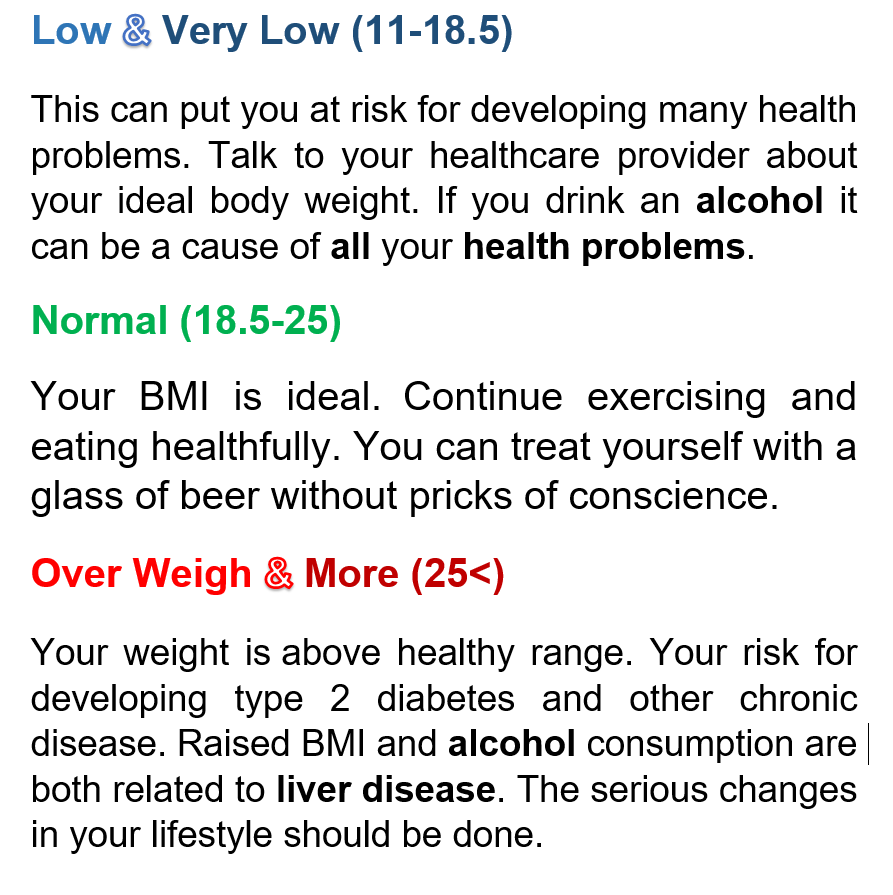 Low & Very Low (11-18.5)
This can put you at risk for developing many health
problems. Talk to your healthcare provider about
your ideal body weight. If you drink an alcohol it
can be a cause of all your health problems.
Normal (18.5-25)
Your BMI is ideal. Continue exercising and
eating healthfully. You can treat yourself with a
glass of beer without pricks of conscience.
Over Weigh & More (25<)
Your weight is above healthy range. Your risk for
developing type 2 diabetes and other chronic
disease. Raised BMI and alcohol consumption are
both related to liver disease. The serious changes
in your lifestyle should be done.